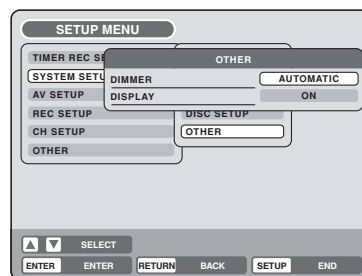 SETUP MENU
TIMER REC SE
OTHER
SYSTEM SETU
DIMMER AUTOMATIC
AV SETUP
DISPLAY ON
REC SETUP
DISC SETUP
CH SETUP
OTHER
OTHER
SELECT
ENTER ENTER RETURN BACK SETUP END